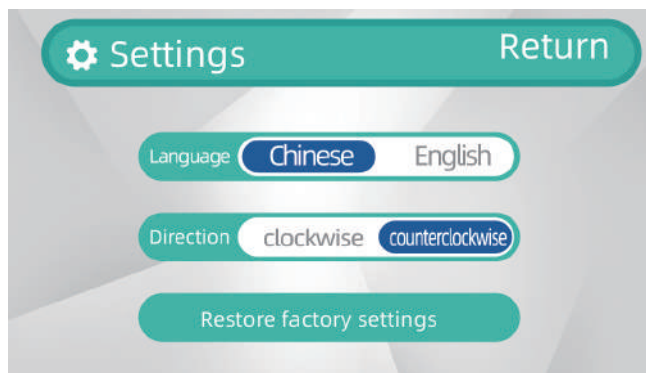 Settings Return
Language Chinese English
Direction clockwise counterclockwise
Restore factory settings